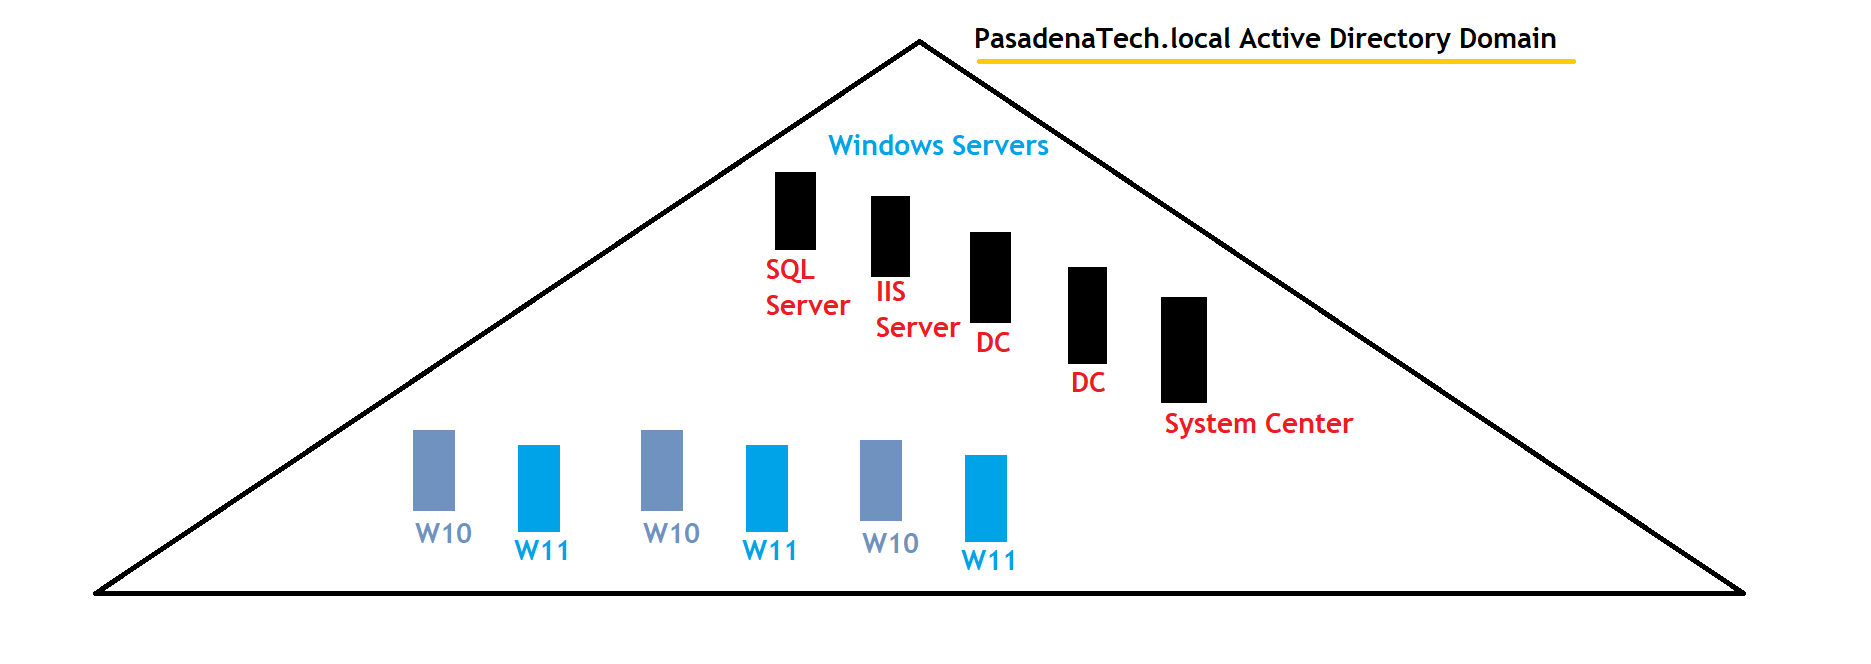 PasadenaTech.local Active Directory Domain
Windows Servers
SQL
Server
IIS
Server
DC
DC
System Center
W10
W11
W10
W11
W10
W11